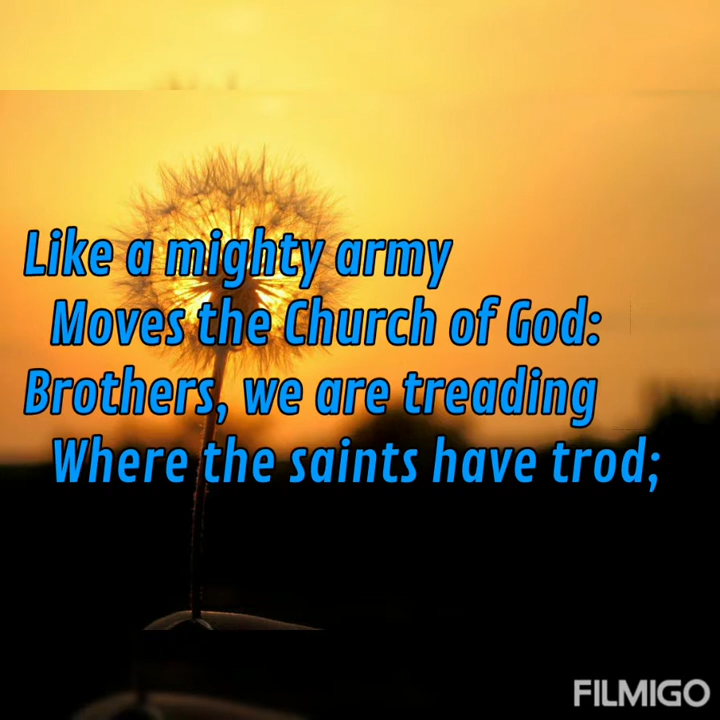 Like a mighty army
Moves the Church of God:
Brothers, we are treading
Where the saints have trod;
FILMIGO